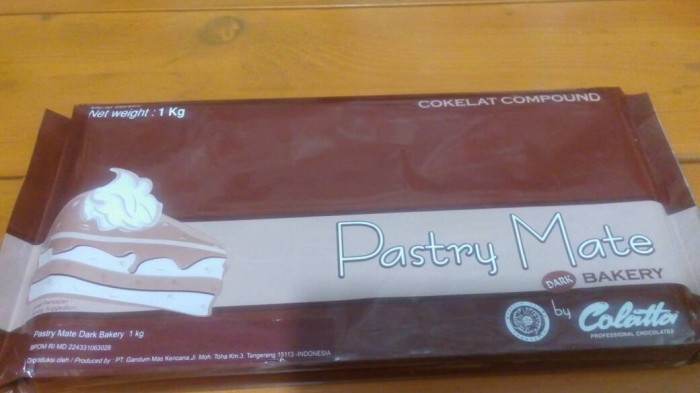 Net weight : 1 Kg
COKELAT COMPOUND
Pastry Mate
DARK BAKERY
by Colatta
PROFESSIONAL CHOCOLATES
Pastry Mate Dark Bakery 1 kg
BPOM RI MD 224331063028
Diproduksi oleh / Produced by : PT. Gandum Mas Kencana,Jl. Moh. Toha Km.3. Tangerang 15113 -INDONESIA